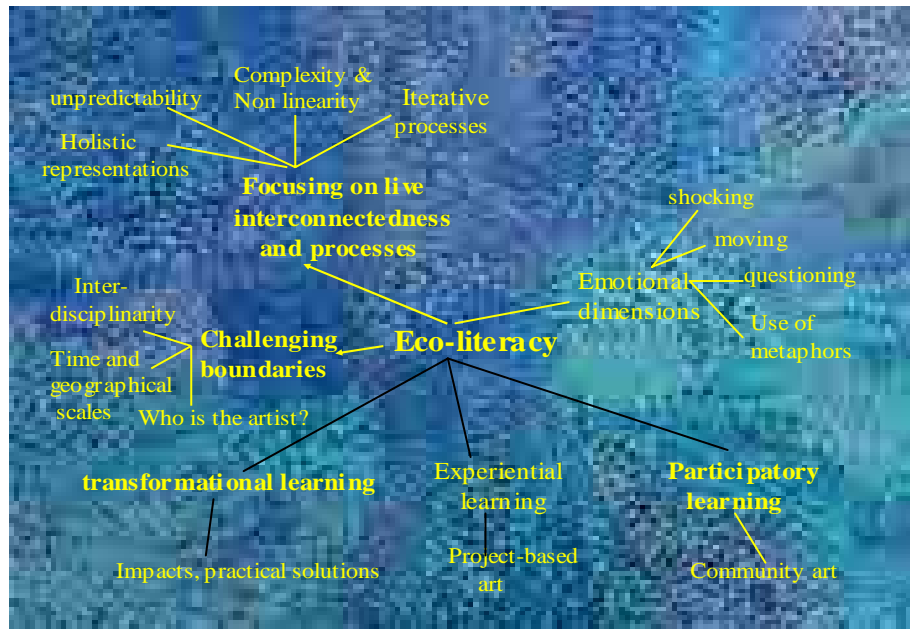 Complexity &
Non linearity
unpredictability
Iterative
processes
Holistic
representations
Focusing on live
interconnectedness
and processes
shocking
moving
questioning
Emotional
dimensions
Use of
metaphors
Inter-
disciplinarity
Challenging
boundaries
Eco-literacy
Time and
geographical
scales
Who is the artist?
transformational learning
Experiential
learning
Participatory
learning
Impacts, practical solutions
Project-based
art
Community art